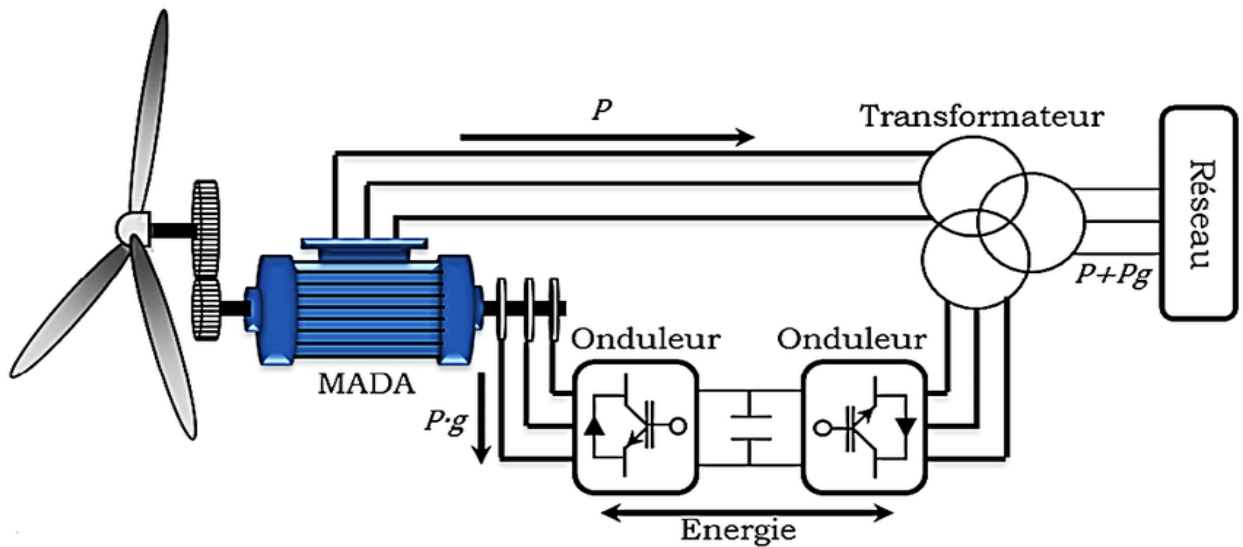 P
Transformateur
Réseau
P+Pg
Onduleur
Onduleur
MADA
P·g
Energie